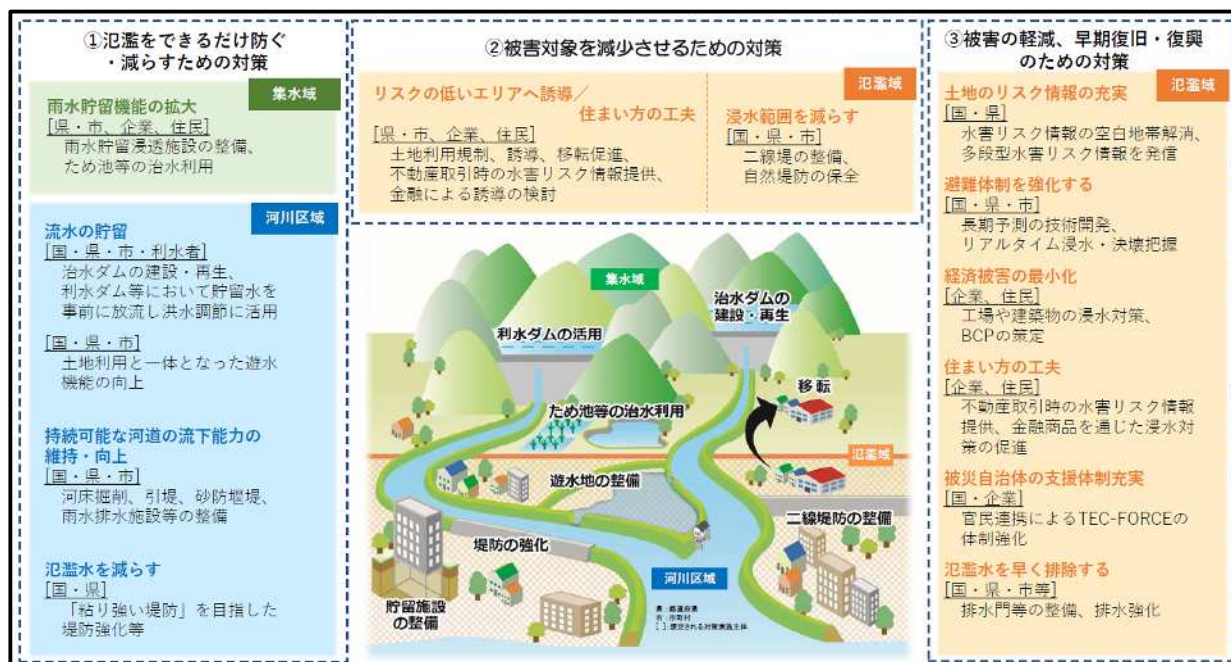 ①氾濫をできるだけ防ぐ
・減らすための対策
集水域
雨水貯留機能の拡大
[県・市、企業、住民]
雨水貯留浸透施設の整備、
ため池等の治水利用
河川区域
流水の貯留
[国・県・市・利水者]
治水ダムの建設・再生、
利水ダム等において貯留水を
事前に放流し洪水調節に活用
[国・県・市]
土地利用と一体となった遊水
機能の向上
持続可能な河道の流下能力の
維持・向上
[国・県・市]
河床掘削、引堤、砂防堰堤、
雨水排水施設等の整備
氾濫水を減らす
[国・県]
「粘り強い堤防」を目指した
堤防強化等
②被害対象を減少させるための対策
氾濫域
リスクの低いエリアへ誘導/
住まい方の工夫
[県・市、企業、住民]
土地利用規制、誘導、移転促進、
不動産取引時の水害リスク情報提供、
金融による誘導の検討
浸水範囲を減らす
[国・県・市]
二線堤の整備、
自然堤防の保全
集水域
治水ダムの
建設・再生
利水ダムの活用
移転
ため池等の治水利用
氾濫域
遊水地の整備
二線堤防の整備
堤防の強化
河川区域
貯留施設
の整備
県:都道府県
市:市町村
[ ]:想定される対策実施主体
③被害の軽減、早期復旧・復興
のための対策
氾濫域
土地のリスク情報の充実
[国・県]
水害リスク情報の空白地帯解消、
多段型水害リスク情報を発信
避難体制を強化する
[国・県・市]
長期予測の技術開発、
リアルタイム浸水・決壊把握
経済被害の最小化
[企業、住民]
工場や建築物の浸水対策、
BCPの策定
住まい方の工夫
[企業、住民]
不動産取引時の水害リスク情報
提供、金融商品を通じた浸水対
策の促進
被災自治体の支援体制充実
[国・企業]
官民連携によるTEC-FORCEの
体制強化
氾濫水を早く排除する
[国・県・市等]
排水門等の整備、排水強化